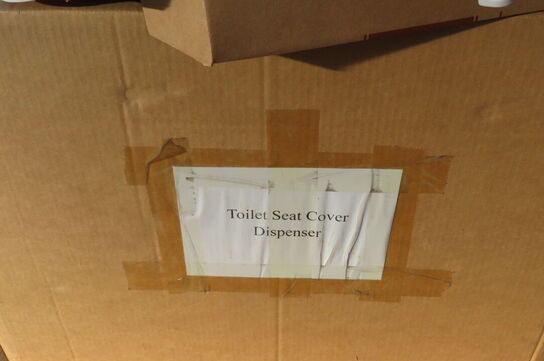 Toilet Seat Cover
Dispenser